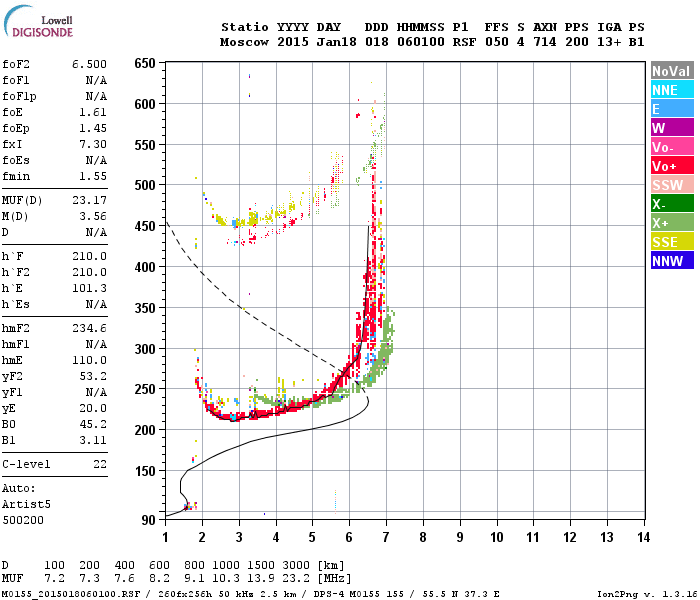 Lowell
DIGISONDE
Statio YYYY DAY DDD HHMMSS P1 FFS S AXN PPS IGA PS
Moscow 2015 Jan18 018 060100 RSF 050 4 714 200 13+ B1
foF2 6.500
foF1 N/A
foF1p N/A
foE 1.61
foEp 1.45
fxI 7.30
foEs N/A
fmin 1.55
MUF(D) 23.17
M(D) 3.56
D N/A
h`F 210.0
h`F2 210.0
h`E 101.3
h`Es N/A
hmF2 234.6
hmF1 N/A
hmE 110.0
yF2 53.2
yF1 N/A
yE 20.0
B0 45.2
B1 3.11
C-level 22
Auto:
Artist5
500200
650
600
550
500
450
400
350
300
250
200
150
90
1 2 3 4 5 6 7 8 9 10 11 12 13 14
NoVal
NNE
E
W
Vo-
Vo+
SSW
X-
X+
SSE
NNW
D 100 200 400 600 800 1000 1500 3000 [km]
MUF 7.2 7.3 7.6 8.2 9.1 10.3 13.9 23.2 [MHz]
M0155_2015018060100.RSF / 260fx256h 50 kHz 2.5 km / DPS-4 M0155 155 / 55.5 N 37.3 E Ion2Png v. 1.3.16